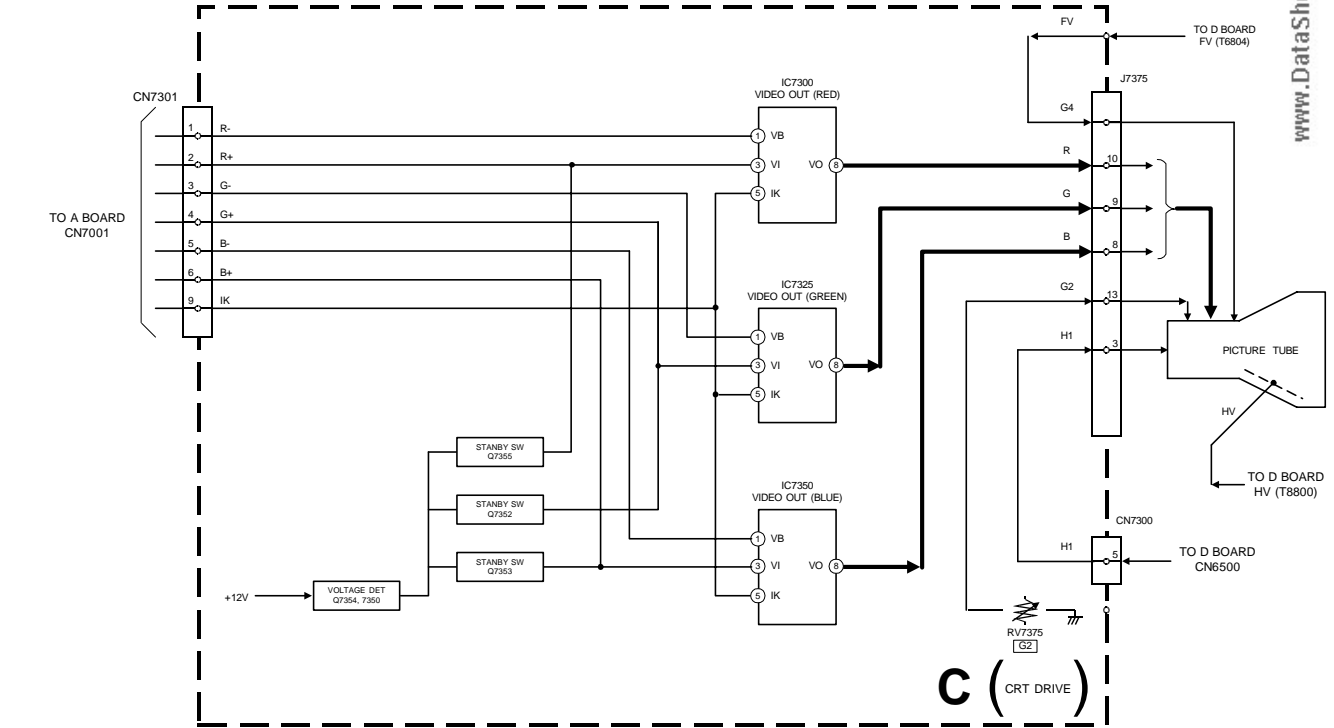 www.DataSh
FV
TO D BOARD
FV (T6804)
J7375
CN7301
IC7300
VIDEO OUT (RED)
G4
1 R-
1 VB
2 R+
3 VI
VO 8
R
10
3 G-
5 IK
G
9
4 G+
TO A BOARD
CN7001
5 B-
B
8
6 B+
IC7325
VIDEO OUT (GREEN)
G2
13
9 IK
1 VB
H1
3
PICTURE TUBE
3 VI
VO 8
5 IK
HV
STANBY SW
Q7355
TO D BOARD
HV (T8800)
IC7350
VIDEO OUT (BLUE)
STANBY SW
Q7352
CN7300
1 VB
H1
5
TO D BOARD
CN6500
STANBY SW
Q7353
3 VI
VO 8
+12V
VOLTAGE DET
Q7354, 7350
5 IK
RV7375
G2
C ( CRT DRIVE )